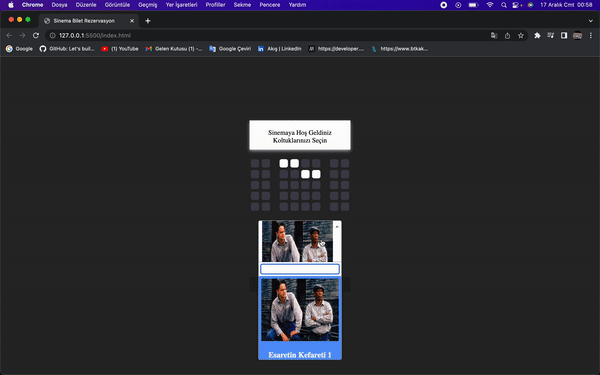 Chrome Dosya Düzenle Görüntüle Geçmiş Yer İşaretleri Profiller Sekme Pencere Yardım 17 Aralık Cmt 00:58
Sinema Bilet Rezervasyon
127.0.0.1:5500/index.html
Google GitHub: Let's buil... (1) YouTube Gelen Kutusu (1) -... Google Çeviri Akış | LinkedIn https://developer.... https://www.btkak...
Sinemaya Hoş Geldiniz
Koltuklarınızı Seçin
Esaretin Kefareti 1